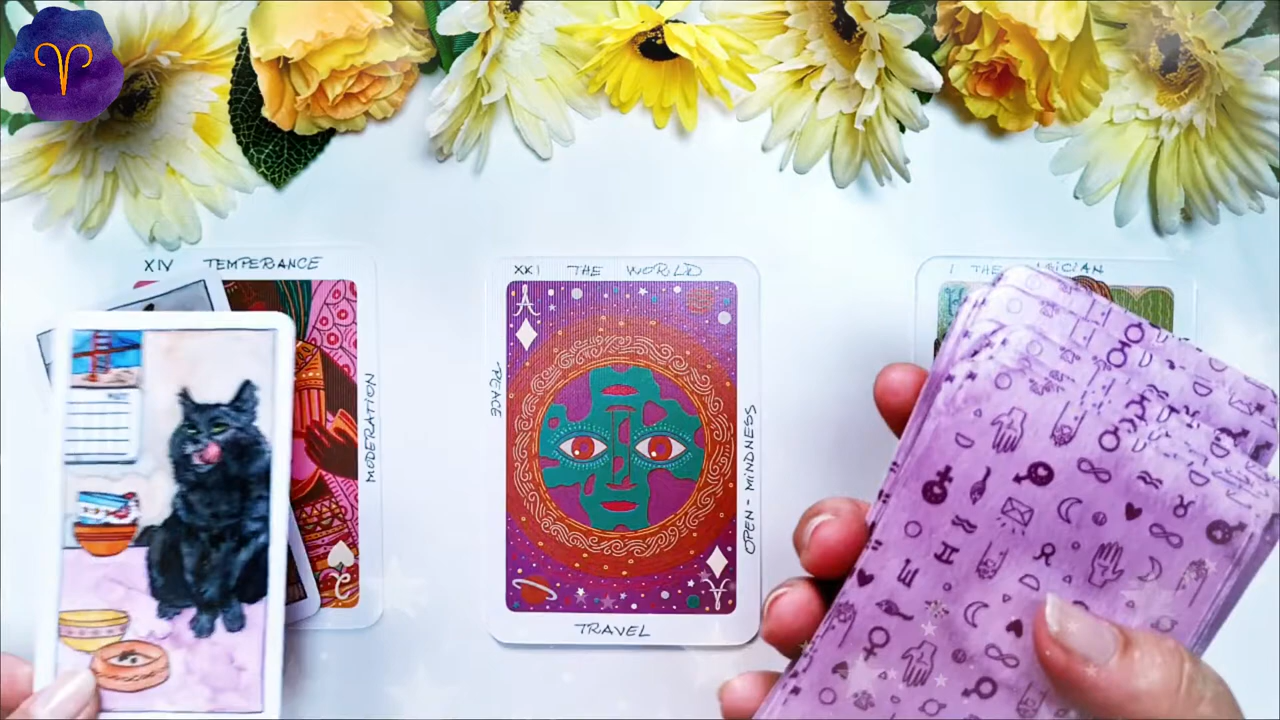 XIV TEMPERANCE
MODERATION
XXI THE WORLD
A
PEACE
OPEN-MINDNESS
TRAVEL
I THE